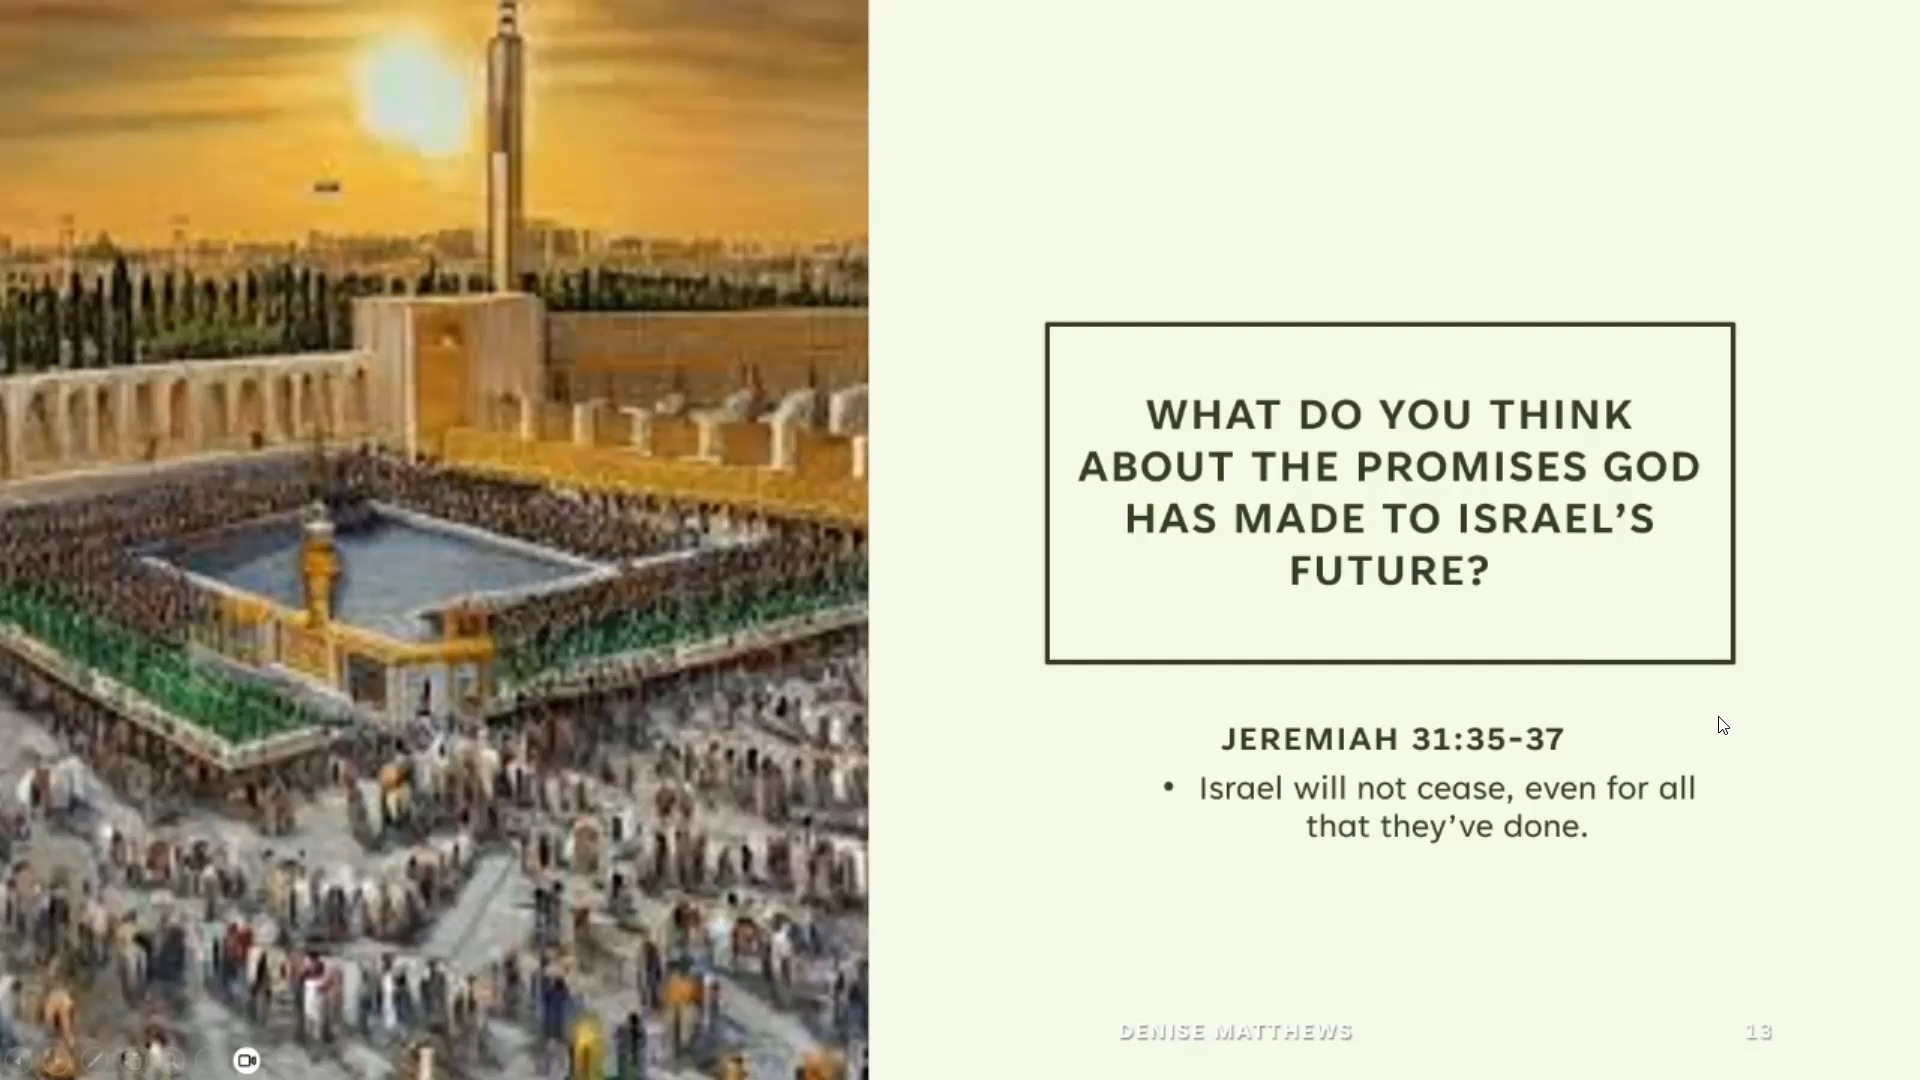 WHAT DO YOU THINK
ABOUT THE PROMISES GOD
HAS MADE TO ISRAEL’S
FUTURE?
JEREMIAH 31:35-37
• Israel will not cease, even for all
that they’ve done.
DENISE MATTHEWS
13